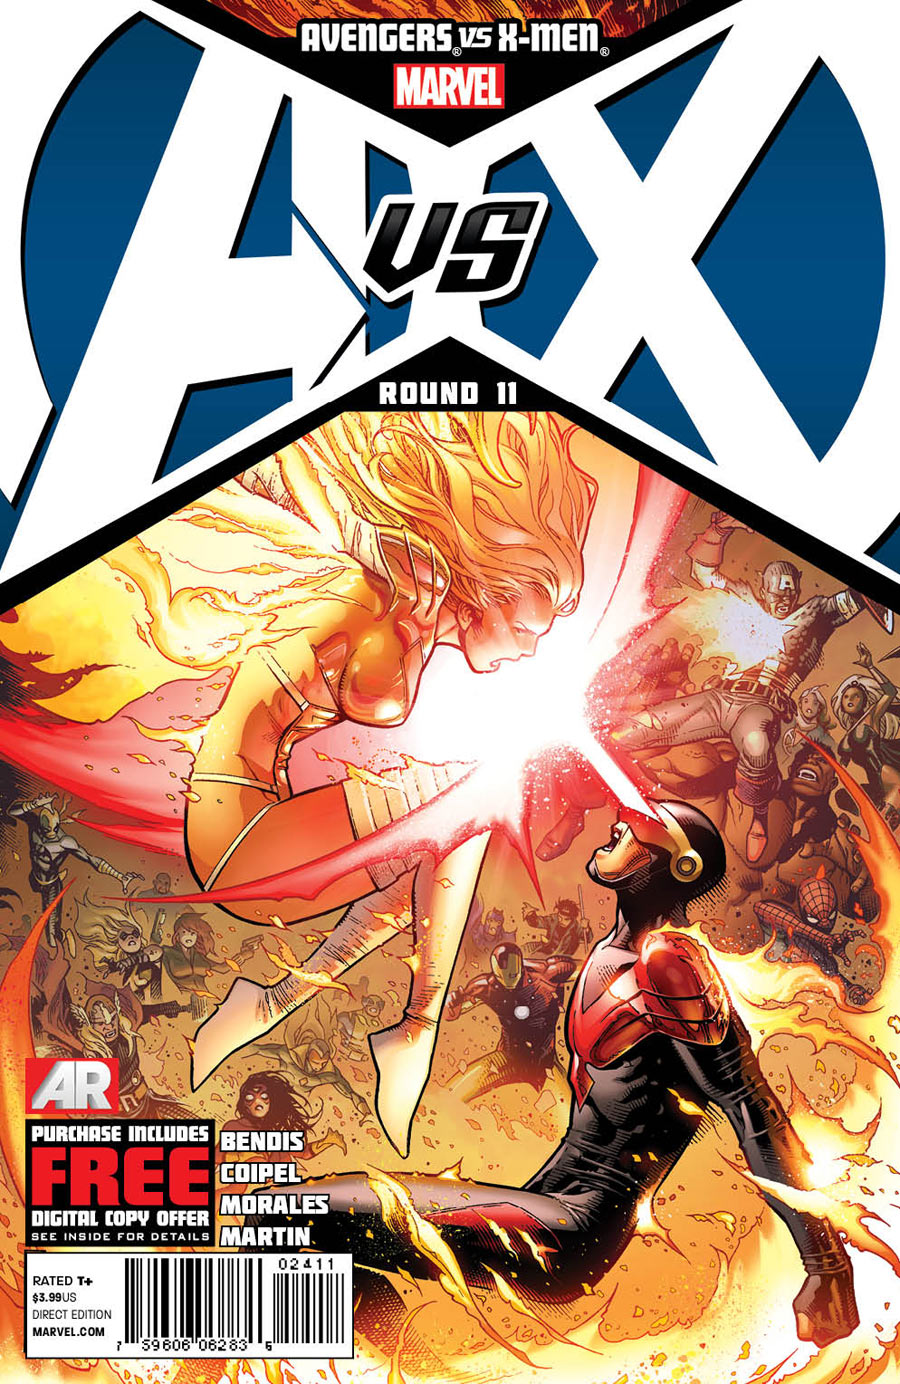 AVENGERS® VS X-MEN®
MARVEL
A VS X
ROUND 11
AR
PURCHASE INCLUDES
FREE
DIGITAL COPY OFFER
SEE INSIDE FOR DETAILS
BENDIS
COIPEL
MORALES
MARTIN
RATED T+
$3.99US
DIRECT EDITION
MARVEL.COM
02411
7 59606 06283 6